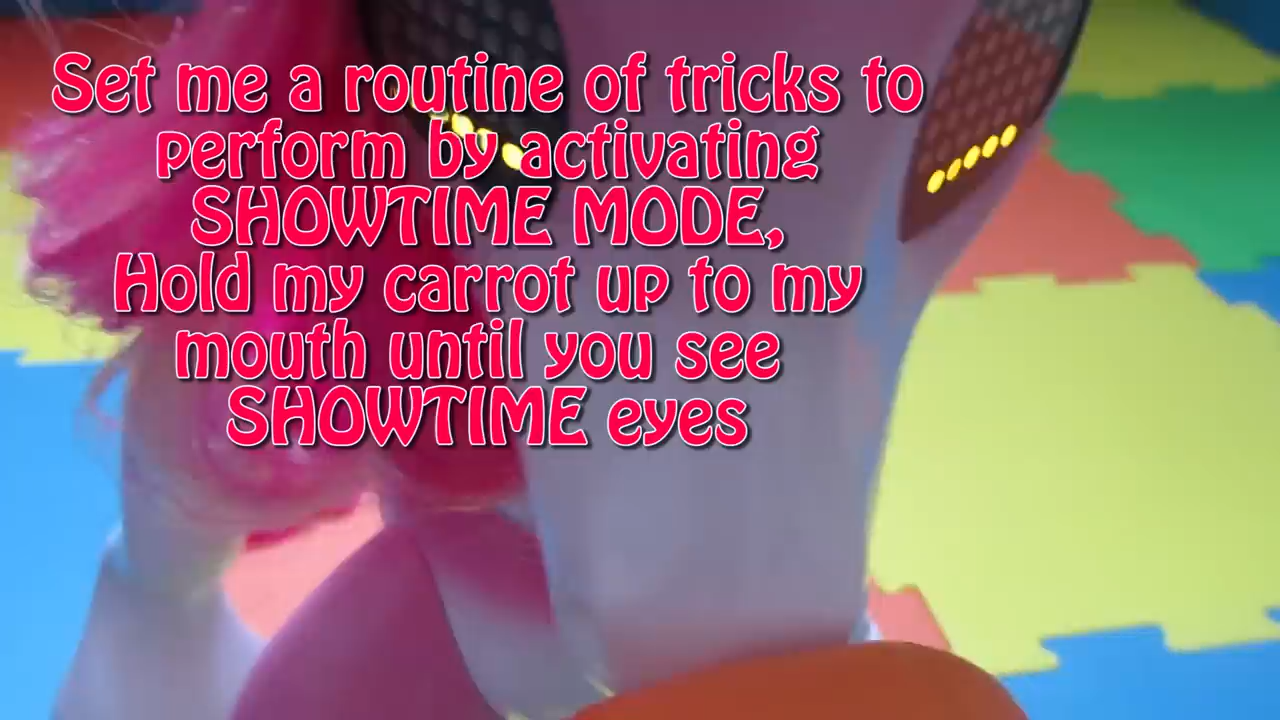 Set me a routine of tricks to
perform by activating
SHOWTIME MODE,
Hold my carrot up to my
mouth until you see
SHOWTIME eyes